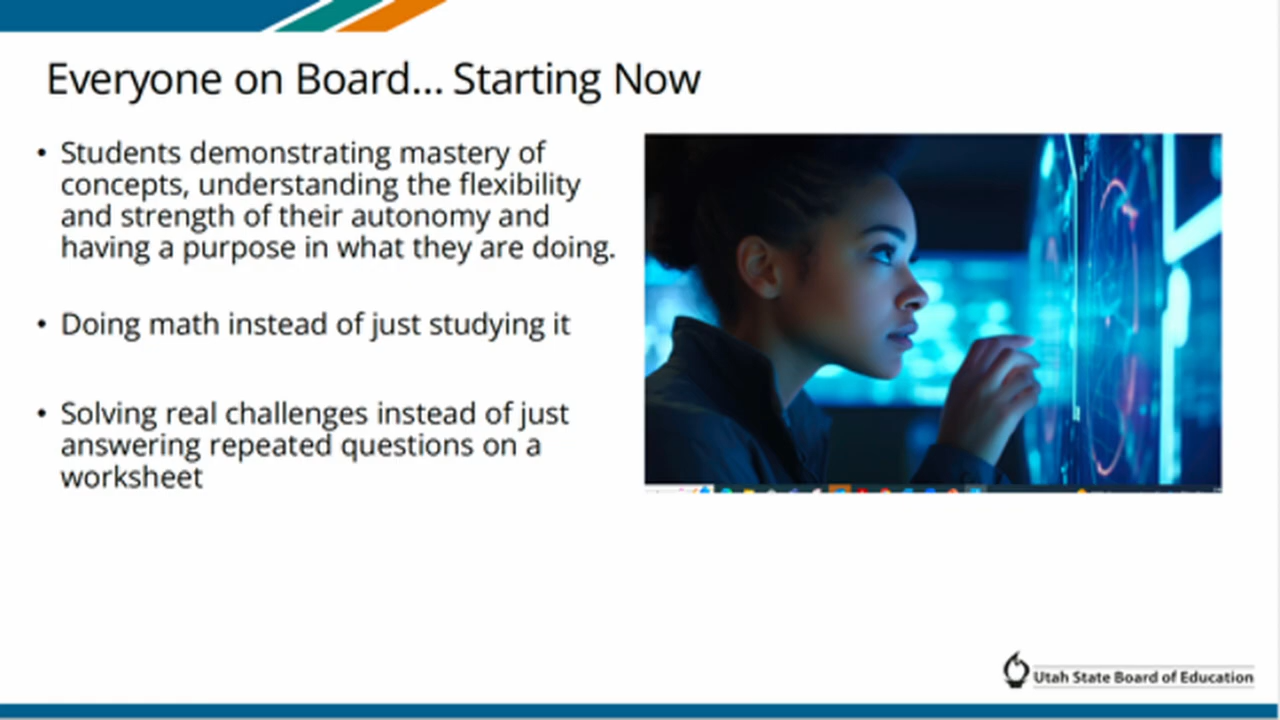 Everyone on Board... Starting Now
• Students demonstrating mastery of
concepts, understanding the flexibility
and strength of their autonomy and
having a purpose in what they are doing.
• Doing math instead of just studying it
• Solving real challenges instead of just
answering repeated questions on a
worksheet
Utah State Board of Education